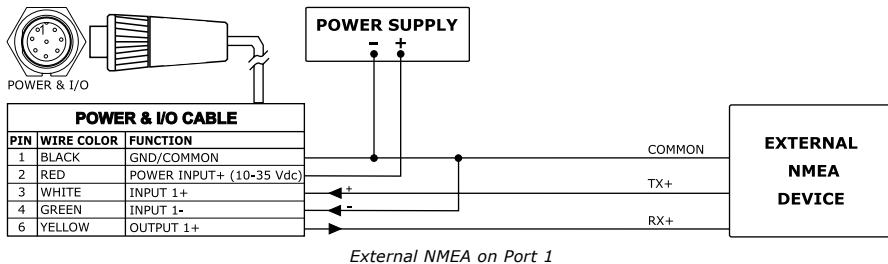 POWER SUPPLY
- +
1
POWER & I/O
POWER & I/O CABLE
PIN WIRE COLOR FUNCTION
1 BLACK GND/COMMON
2 RED POWER INPUT+ (10-35 Vdc)
3 WHITE INPUT 1+
4 GREEN INPUT 1-
6 YELLOW OUTPUT 1+
+
-
COMMON
TX+
RX+
EXTERNAL
NMEA
DEVICE
External NMEA on Port 1